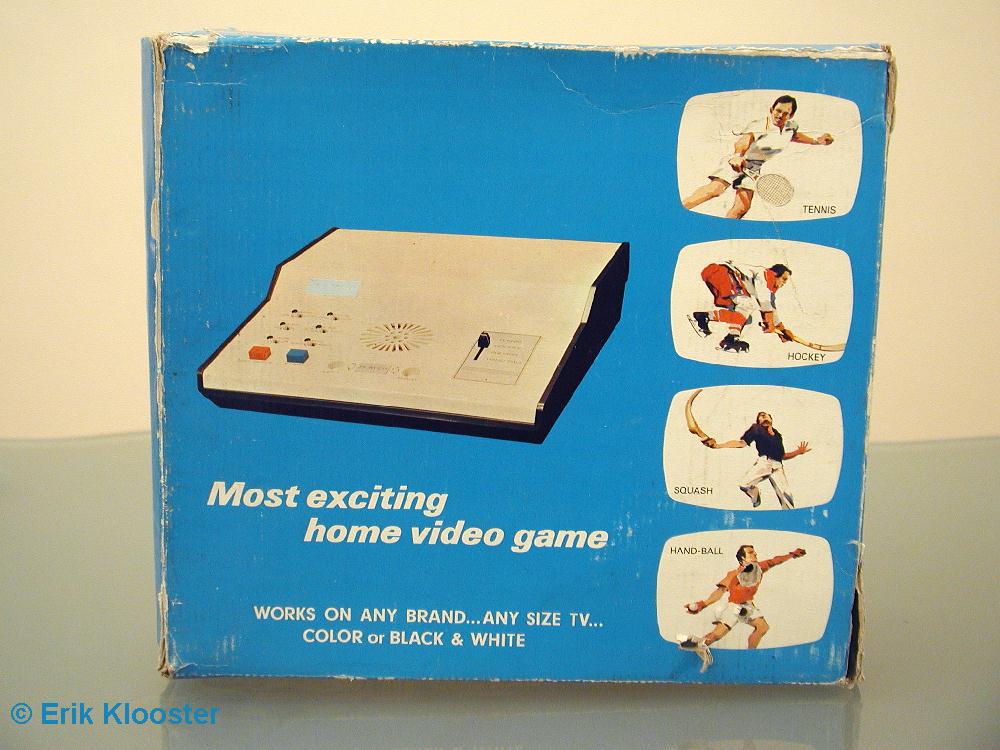 TENNIS
HOCKEY
SQUASH
HAND-BALL
Most exciting
home video game
WORKS ON ANY BRAND...ANY SIZE TV...
COLOR or BLACK & WHITE
© Erik Klooster